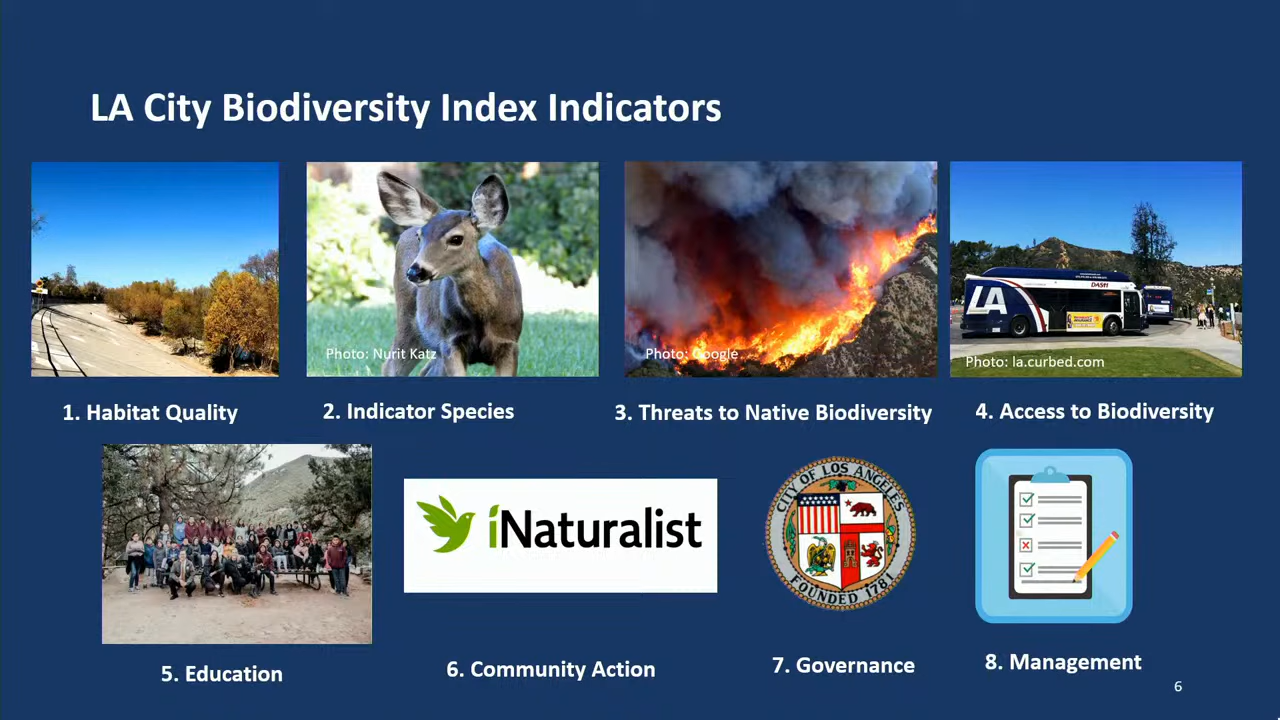 LA City Biodiversity Index Indicators
Photo: Nurit Katz
Photo: Google
LA
DASH
Photo: la.curbed.com
1. Habitat Quality
2. Indicator Species
3. Threats to Native Biodiversity
4. Access to Biodiversity
iNaturalist
CITY OF LOS ANGELES
FOUNDED 1781
5. Education
6. Community Action
7. Governance
8. Management
6